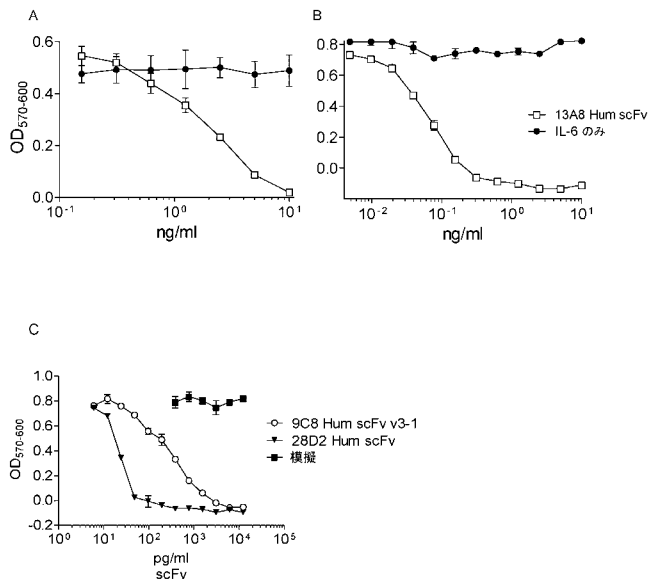 A
0.6
0.4
0.2
0.0
OD570-600
10-1
100
101
ng/ml
B
0.8
0.6
0.4
0.2
0.0
10-2
10-1
100
101
ng/ml
13A8 Hum scFv
IL-6 のみ
C
1.0
0.8
0.6
0.4
0.2
0.0
-0.2
OD570-600
100
101
102
103
104
105
pg/ml
scFv
9C8 Hum scFv v3-1
28D2 Hum scFv
模擬